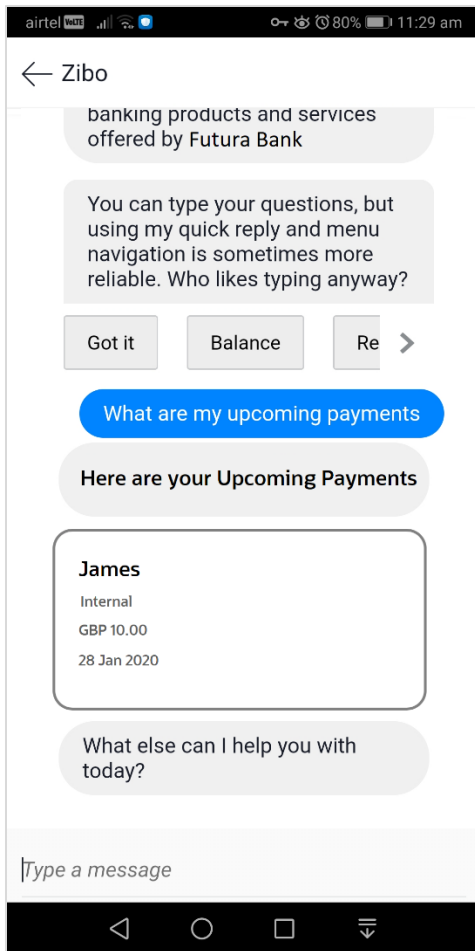 airtel VoLTE 80% 11:29 am
Zibo
banking products and services
offered by Futura Bank
You can type your questions, but
using my quick reply and menu
navigation is sometimes more
reliable. Who likes typing anyway?
Got it Balance Re
What are my upcoming payments
Here are your Upcoming Payments
James
Internal
GBP 10.00
28 Jan 2020
What else can I help you with
today?
Type a message